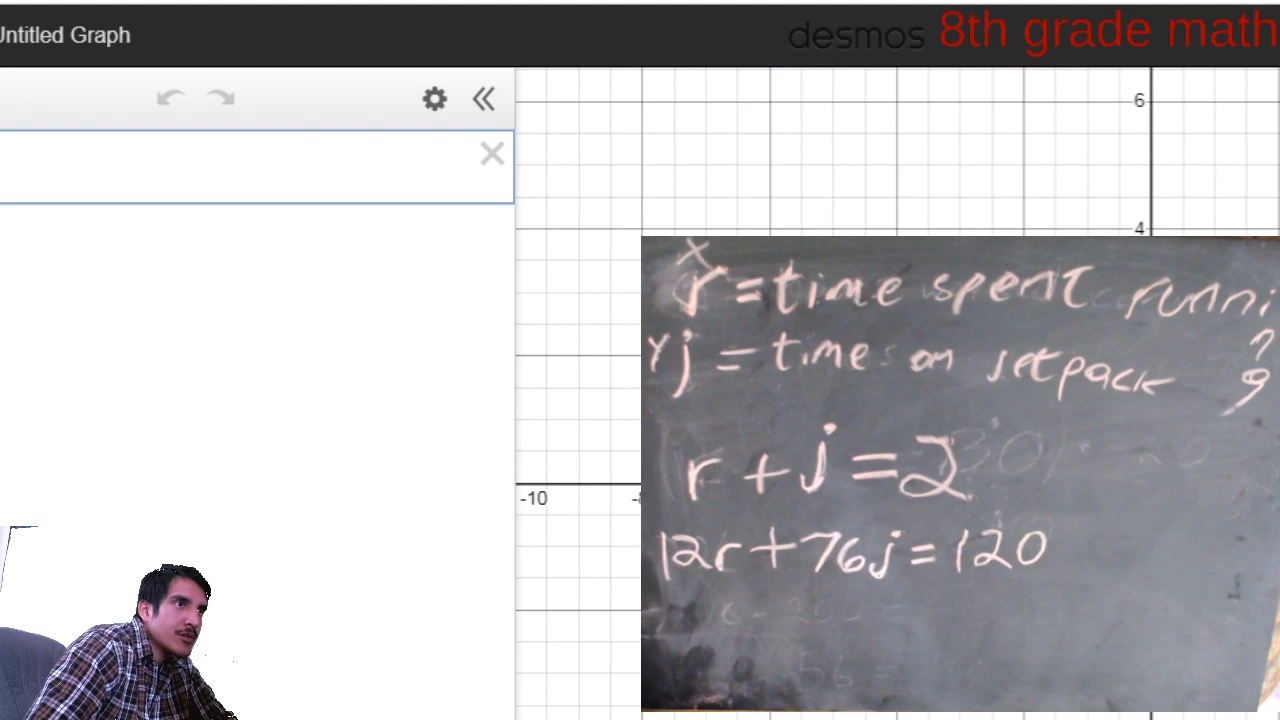 Untitled Graph
desmos 8th grade math
6
4
-10
x
r = time spent runni
n
g
y j = time on jetpack
r + j = 2
12r + 76j = 120